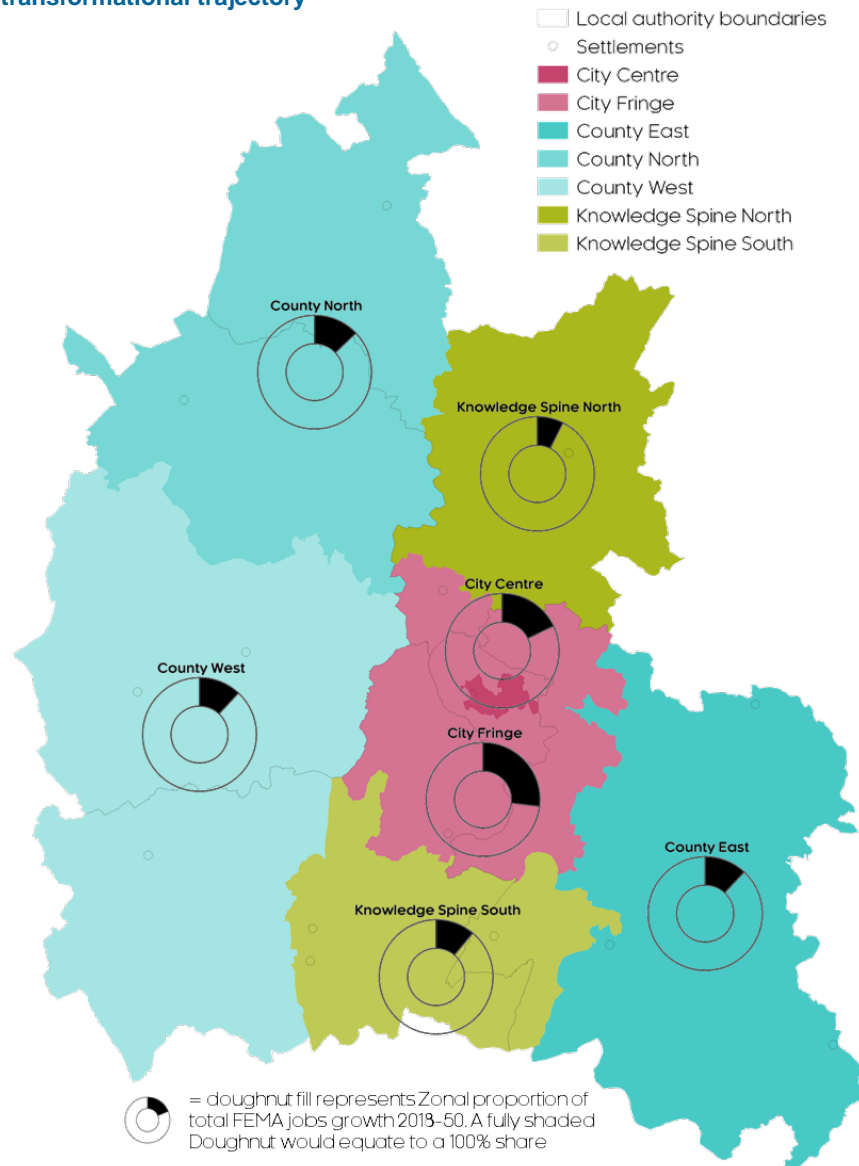 transformational trajectory
Local authority boundaries
Settlements
City Centre
City Fringe
County East
County North
County West
Knowledge Spine North
Knowledge Spine South
County North
Knowledge Spine North
City Centre
County West
City Fringe
County East
Knowledge Spine South
= doughnut fill represents Zonal proportion of
total FEMA jobs growth 2018-50. A fully shaded
Doughnut would equate to a 100% share